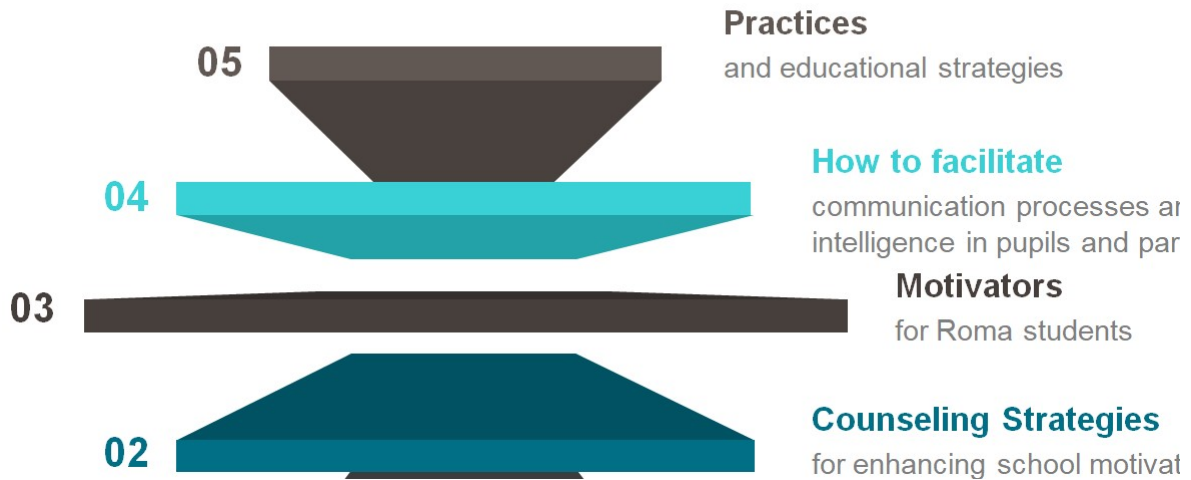 05
Practices
and educational strategies
04
How to facilitate
communication processes
intelligence in pupils and
03
Motivators
for Roma students
02
Counseling Strategies
for enhancing school